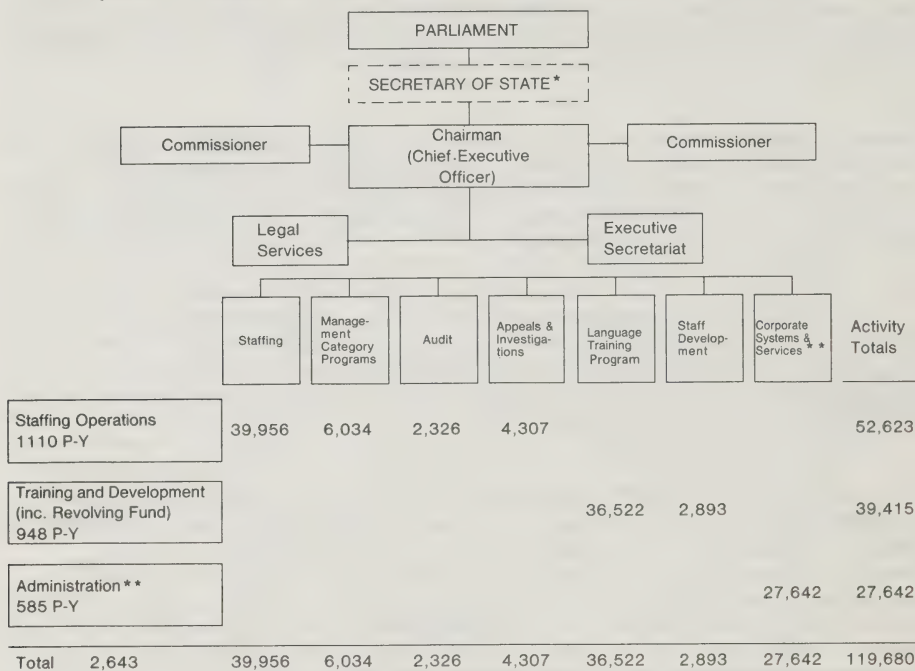 PARLIAMENT
SECRETARY OF STATE*
Commissioner
Chairman
(Chief Executive
Officer)
Commissioner
Legal
Services
Executive
Secretariat
Staffing
Manage-
ment
Category
Programs
Audit
Appeals &
Investiga-
tions
Language
Training
Program
Staff
Develop-
ment
Corporate
Systems &
Services**
Activity
Totals
Staffing Operations
1110 P-Y
39,956 6,034 2,326 4,307 52,623
Training and Development
(inc. Revolving Fund)
948 P-Y
36,522 2,893 39,415
Administration**
585 P-Y
27,642 27,642
Total 2,643 39,956 6,034 2,326 4,307 36,522 2,893 27,642 119,680